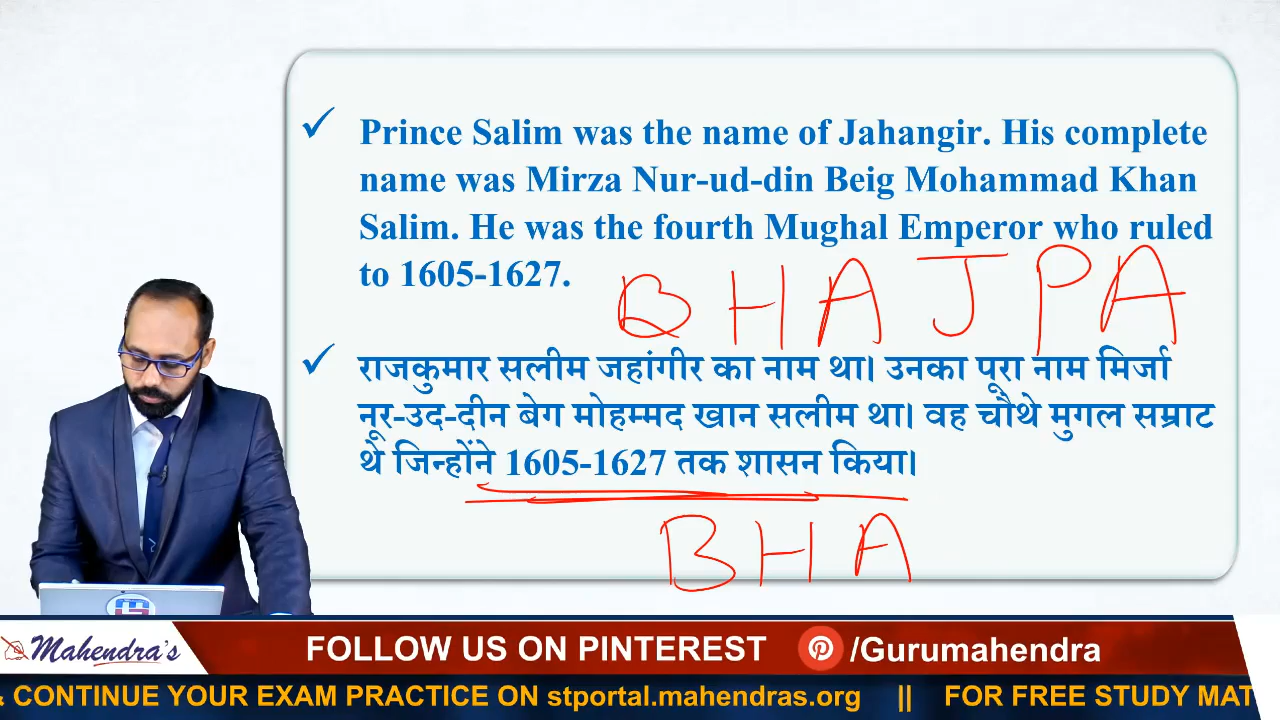 Prince Salim was the name of Jahangir. His complete
name was Mirza Nur-ud-din Beig Mohammad Khan
Salim. He was the fourth Mughal Emperor who ruled
to 1605-1627.
BHAJPA
राजकुमार सलीम जहांगीर का नाम था। उनका पूरा नाम मिर्जा
नूर-उद-दीन बेग मोहम्मद खान सलीम था। वह चौथे मुगल सम्राट
थे जिन्होंने 1605-1627 तक शासन किया।
BHA
Mahendra's
FOLLOW US ON PINTEREST /Gurumahendra
& CONTINUE YOUR EXAM PRACTICE ON stportal.mahendras.org || FOR FREE STUDY MAT